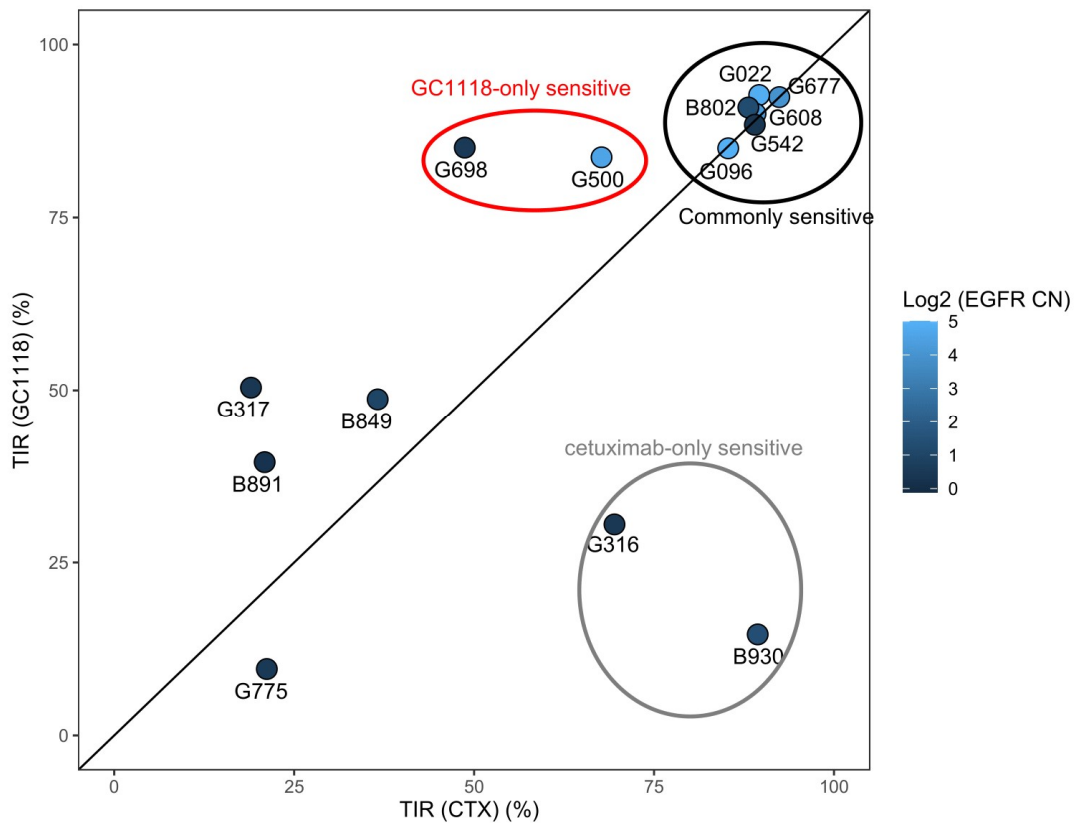 100
75
50
25
0
TIR (GC1118) (%)
0
25
50
75
100
TIR (CTX) (%)
GC1118-only sensitive
G698
G500
G022
G677
B802
G608
G542
G096
Commonly sensitive
G317
B849
B891
G775
cetuximab-only sensitive
G316
B930
Log2 (EGFR CN)
5
4
3
2
1
0